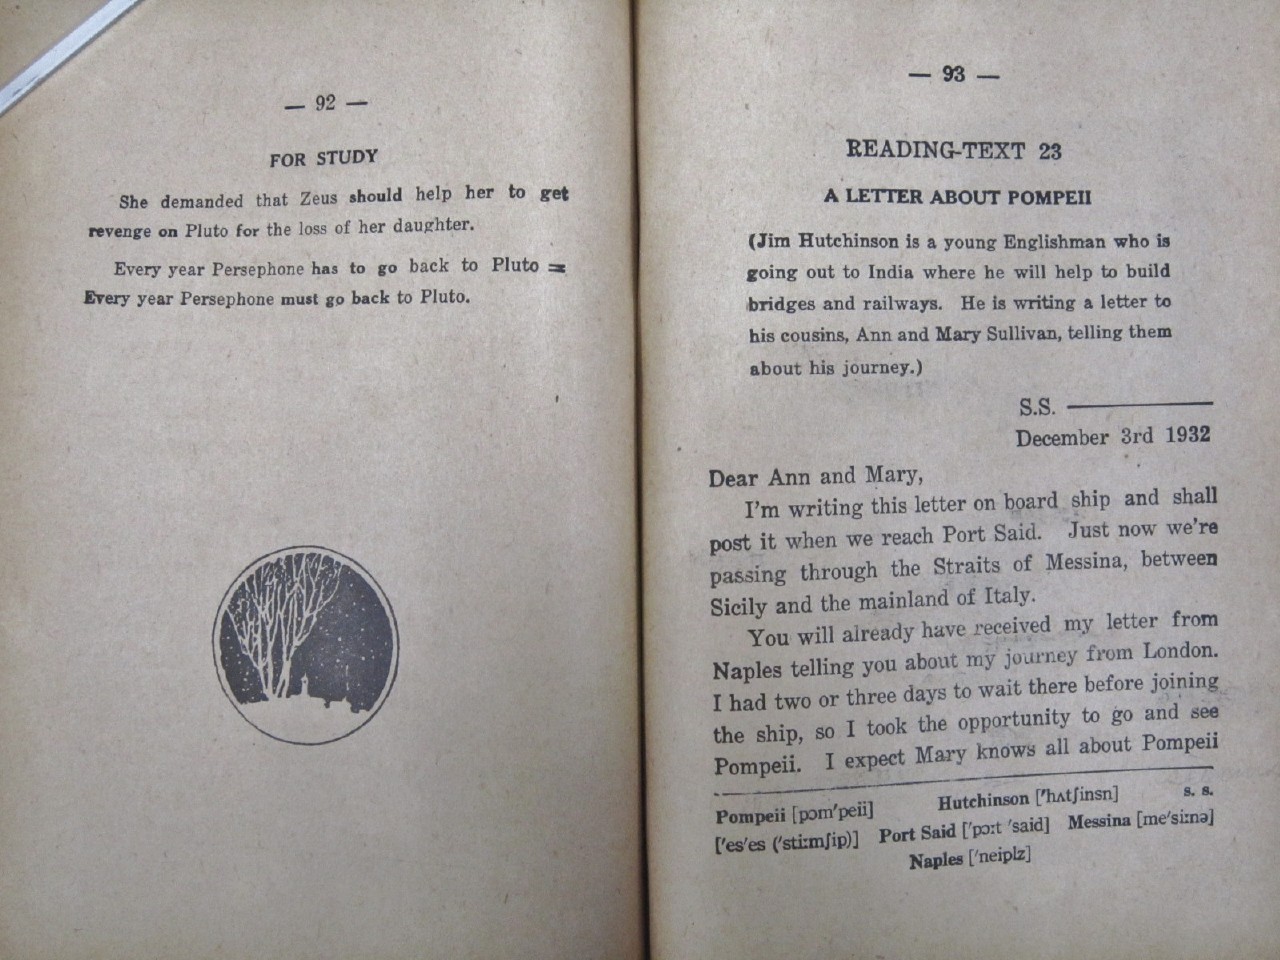 — 92 —
FOR STUDY
She demanded that Zeus should help her to get
revenge on Pluto for the loss of her daughter.
Every year Persephone has to go back to Pluto =
Every year Persephone must go back to Pluto.
— 93 —
READING-TEXT 23
A LETTER ABOUT POMPEII
(Jim Hutchinson is a young Englishman who is
going out to India where he will help to build
bridges and railways. He is writing a letter to
his cousins, Ann and Mary Sullivan, telling them
about his journey.)
S.S. ————
December 3rd 1932
Dear Ann and Mary,
I'm writing this letter on board ship and shall
post it when we reach Port Said. Just now we're
passing through the Straits of Messina, between
Sicily and the mainland of Italy.
You will already have received my letter from
Naples telling you about my journey from London.
I had two or three days to wait there before joining
the ship, so I took the opportunity to go and see
Pompeii. I expect Mary knows all about Pompeii
Pompeii [pɔm'peii] Hutchinson ['hʌtʃinsn] s. s.
['es'es ('stiːmʃip)] Port Said ['pɔːt 'said] Messina [me'siːnə]
Naples ['neiplz]